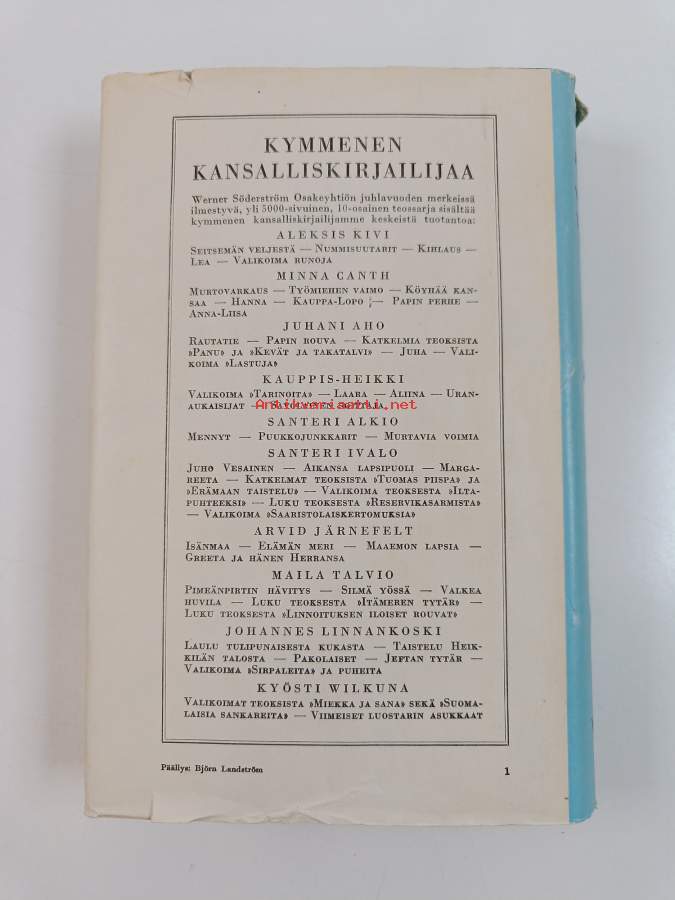 KYMMENEN
KANSALLISKIRJAILIJAA
Werner Söderström Osakeyhtiön juhlavuoden merkeissä
ilmestyvä, yli 5000-sivuinen, 10-osainen teossarja sisältää
kymmenen kansalliskirjailijamme keskeistä tuotantoa:
ALEKSIS KIVI
SEITSEMÄN VELJESTÄ — NUMMISUUTARIT — KIHLAUS —
LEA — VALIKOIMA RUNOJA
MINNA CANTH
MURTOVARKAUS — TYÖMIEHEN VAIMO — KÖYHÄÄ KAN-
SAA — HANNA — KAUPPA-LOPO — PAPIN PERHE —
ANNA-LIISA
JUHANI AHO
RAUTATIE — PAPIN ROUVA — KATKELMIA TEOKSISTA
»PANU» JA »KEVÄT JA TAKATALVI» — JUHA — VALI-
KOIMA »LASTUJA»
KAUPPIS-HEIKKI
VALIKOIMA »TARINOITA» — LAARA — ALIINA — URAN-
AUKAISIJAT —
Antikvariaatti.net
SANTERI ALKIO
MENNYT — PUUKKOJUNKKARIT — MURTAVIA VOIMIA
SANTERI IVALO
JUHO VESAINEN — AIKANSA LAPSIPUOLI — MARGA-
REETA — KATKELMAT TEOKSISTA »TUOMAS PIISPA» JA
»ERÄMAAN TAISTELU» — VALIKOIMA TEOKSESTA »ILTA-
PUHTEEKSI» — LUKU TEOKSESTA »RESERVIKASARMISTA»
— VALIKOIMA »SAARISTOLAISKERTOMUKSIA»
ARVID JÄRNEFELT
ISÄNMAA — ELÄMÄN MERI — MAAEMON LAPSIA —
GREETA JA HÄNEN HERRANSA
MAILA TALVIO
PIMEÄNPIRTIN HÄVITYS — SILMÄ YÖSSÄ — VALKEA
HUVILA — LUKU TEOKSESTA »ITÄMEREN TYTÄR» —
LUKU TEOKSESTA »LINNOITUKSEN ILOISET ROUVAT»
JOHANNES LINNANKOSKI
LAULU TULIPUNAISESTA KUKASTA — TAISTELU HEIK-
KILÄN TALOSTA — PAKOLAISET — JEFTAN TYTÄR —
VALIKOIMA »SIRPALEITA» JA PUHEITA
KYÖSTI WILKUNA
VALIKOIMAT TEOKSISTA »MIEKKA JA SANA» SEKÄ »SUOMA-
LAISIA SANKAREITA» — VIIMEISET LUOSTARIN ASUKKAAT
Päällys: Björn Landström
1